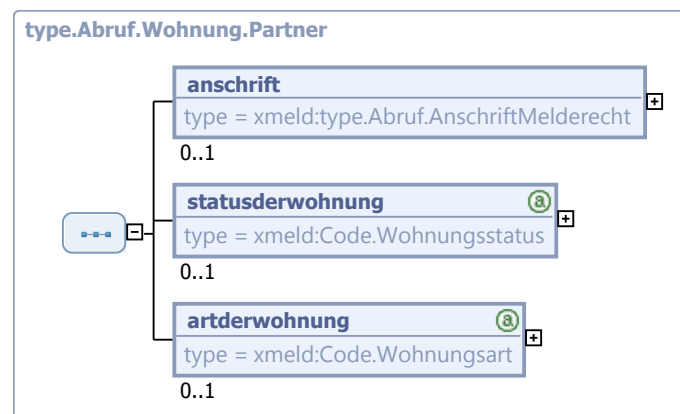 type.Abruf.Wohnung.Partner
anschrift
type = xmeld:type.Abruf.AnschriftMelderecht
0..1
statusderwohnung
a
type = xmeld:Code.Wohnungsstatus
0..1
artderwohnung
a
type = xmeld:Code.Wohnungsart
0..1